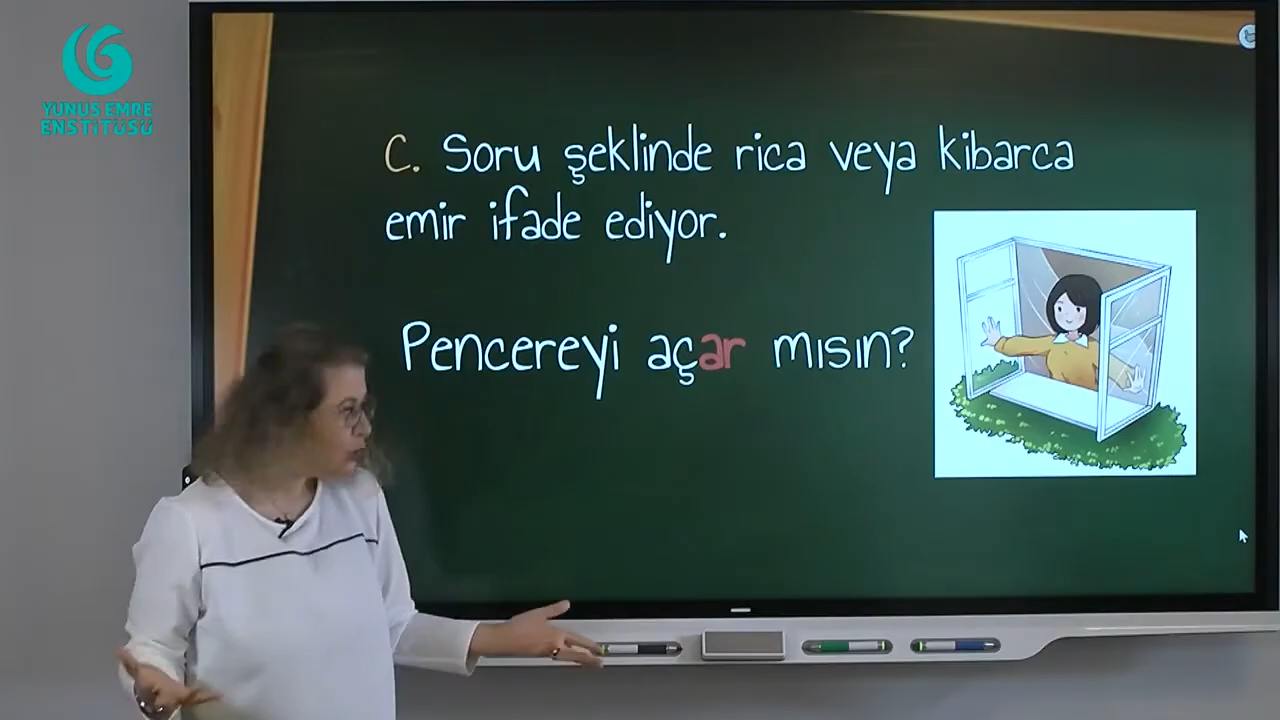 YUNUS EMRE
ENSTİTÜSÜ
C. Soru şeklinde rica veya kibarca
emir ifade ediyor.
Pencereyi açar mısın?